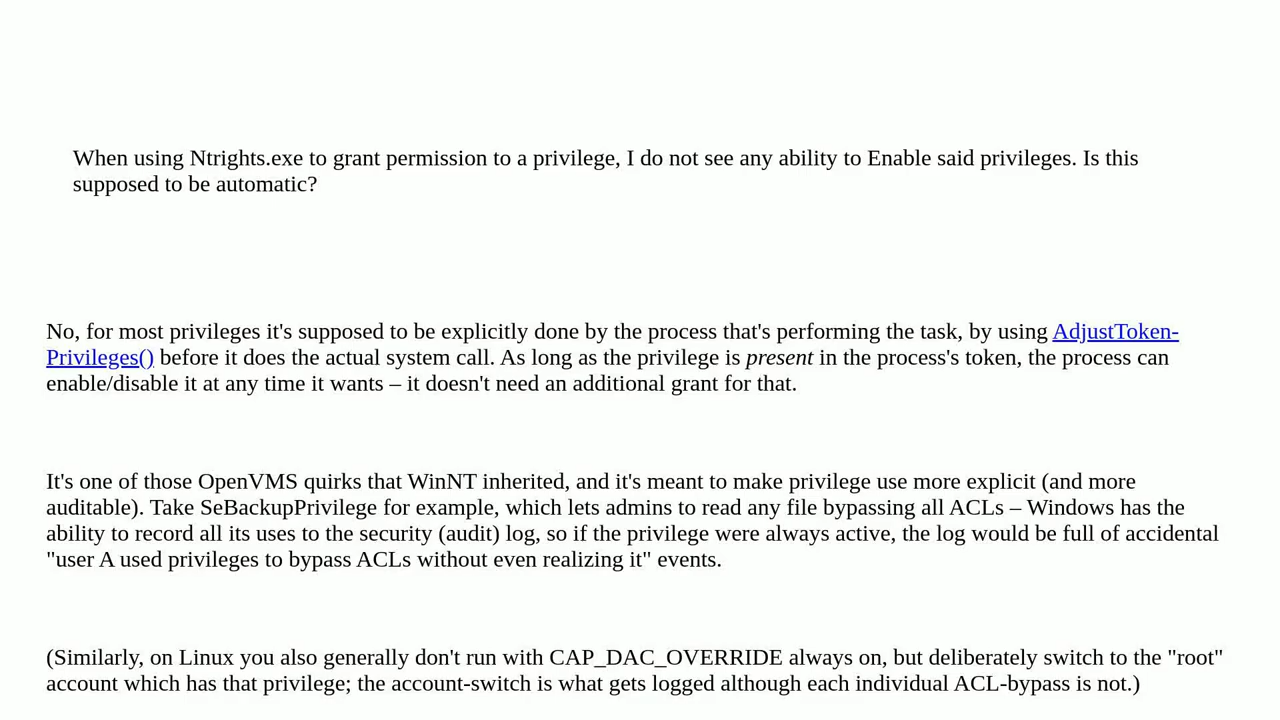 When using Ntrights.exe to grant permission to a privilege, I do not see any ability to Enable said privileges. Is this
supposed to be automatic?
No, for most privileges it's supposed to be explicitly done by the process that's performing the task, by using AdjustToken-
Privileges() before it does the actual system call. As long as the privilege is present in the process's token, the process can
enable/disable it at any time it wants – it doesn't need an additional grant for that.
It's one of those OpenVMS quirks that WinNT inherited, and it's meant to make privilege use more explicit (and more
auditable). Take SeBackupPrivilege for example, which lets admins to read any file bypassing all ACLs – Windows has the
ability to record all its uses to the security (audit) log, so if the privilege were always active, the log would be full of accidental
"user A used privileges to bypass ACLs without even realizing it" events.
(Similarly, on Linux you also generally don't run with CAP_DAC_OVERRIDE always on, but deliberately switch to the "root"
account which has that privilege; the account-switch is what gets logged although each individual ACL-bypass is not.)